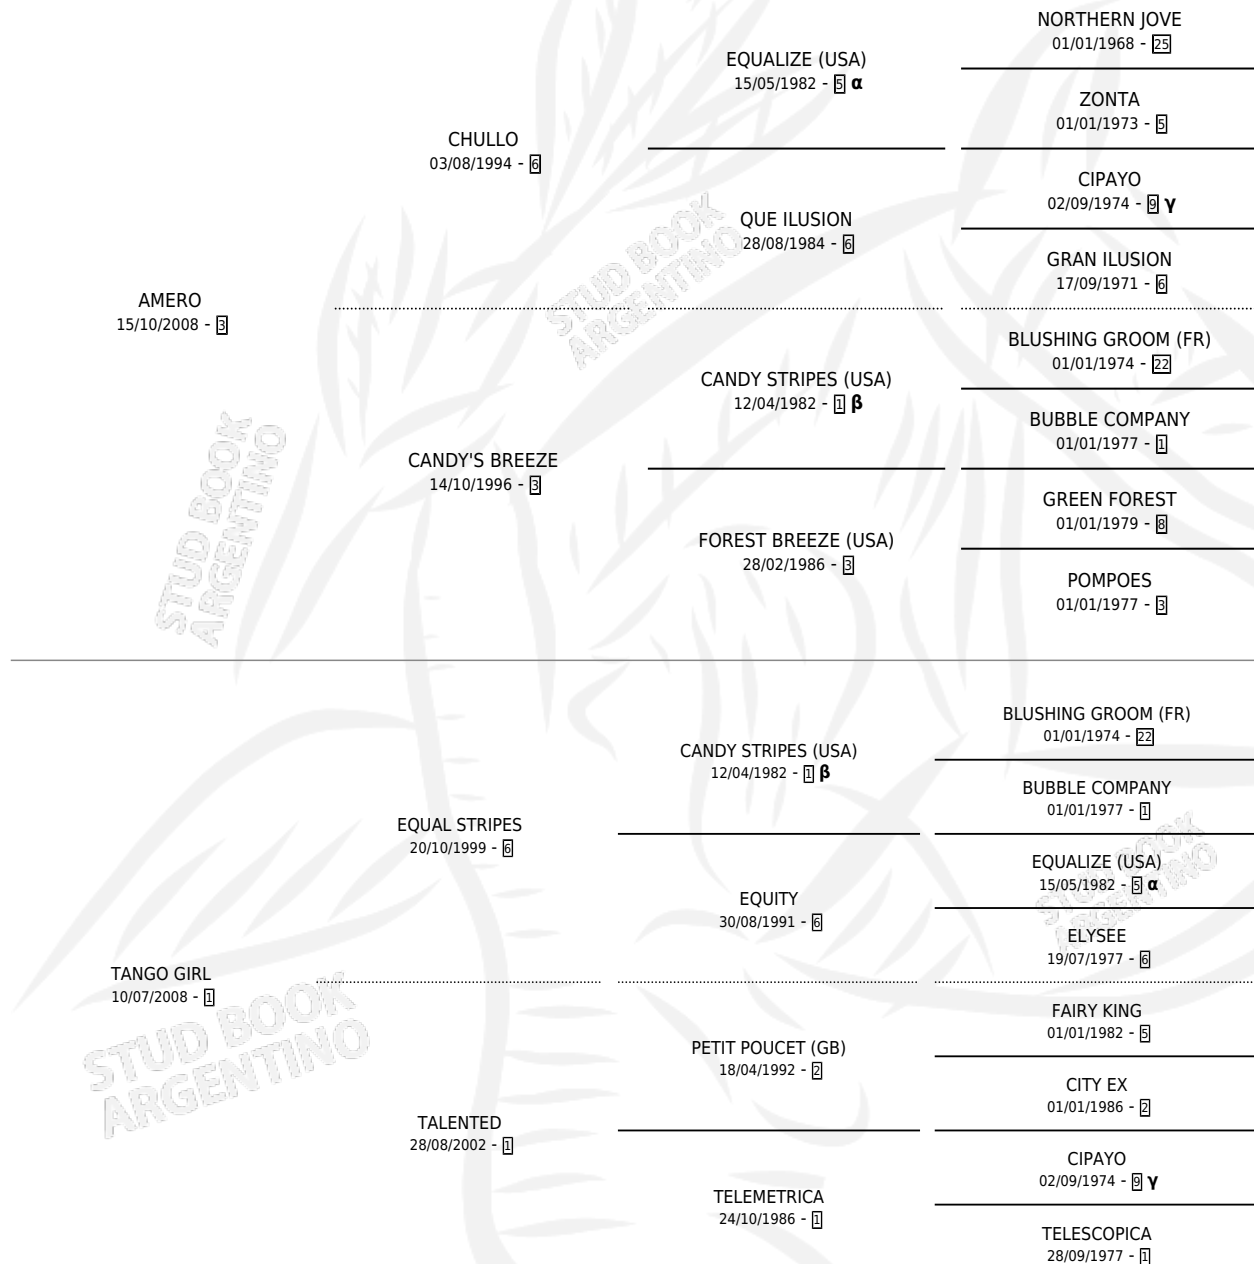 NORTHERN JOVE
01/01/1968 - 25
EQUALIZE (USA)
15/05/1982 - 5 α
ZONTA
01/01/1973 - 5
CHULLO
03/08/1994 - 6
CIPAYO
02/09/1974 - 9 γ
QUE ILUSION
28/08/1984 - 6
GRAN ILUSION
17/09/1971 - 6
AMERO
15/10/2008 - 3
BLUSHING GROOM (FR)
01/01/1974 - 22
CANDY STRIPES (USA)
12/04/1982 - 1 β
BUBBLE COMPANY
01/01/1977 - 1
CANDY'S BREEZE
14/10/1996 - 3
GREEN FOREST
01/01/1979 - 8
FOREST BREEZE (USA)
28/02/1986 - 3
POMPOES
01/01/1977 - 3
STUD BOOK
ARGENTINO
STUD BOOK
ARGENTINO
BLUSHING GROOM (FR)
01/01/1974 - 22
CANDY STRIPES (USA)
12/04/1982 - 1 β
BUBBLE COMPANY
01/01/1977 - 1
EQUAL STRIPES
20/10/1999 - 6
EQUALIZE (USA)
15/05/1982 - 5 α
EQUITY
30/08/1991 - 6
ELYSEE
19/07/1977 - 6
TANGO GIRL
10/07/2008 - 1
FAIRY KING
01/01/1982 - 5
PETIT POUCET (GB)
18/04/1992 - 2
CITY EX
01/01/1986 - 2
TALENTED
28/08/2002 - 1
CIPAYO
02/09/1974 - 9 γ
TELEMETRICA
24/10/1986 - 1
TELESCOPICA
28/09/1977 - 1
STUD BOOK
ARGENTINO
STUD BOOK
ARGENTINO